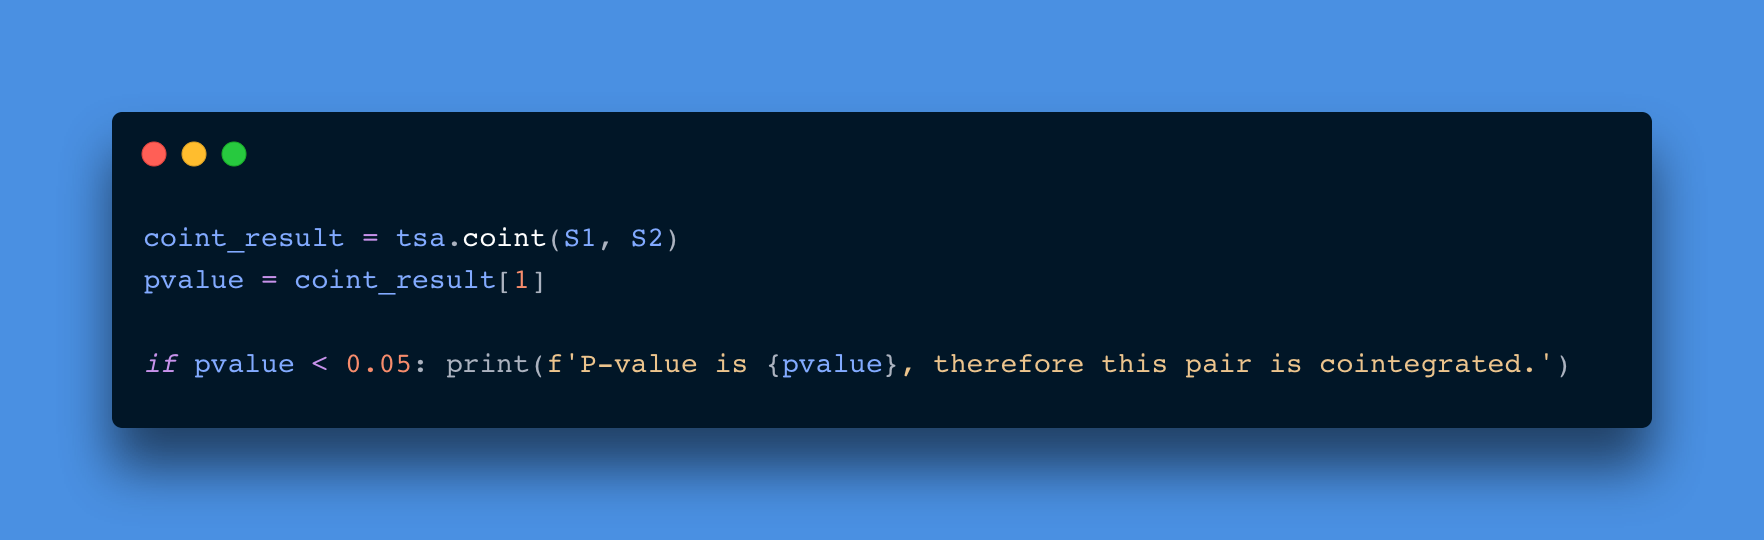 coint_result = tsa.coint(S1, S2)
pvalue = coint_result[1]
if pvalue < 0.05: print(f'P-value is {pvalue}, therefore this pair is cointegrated.')